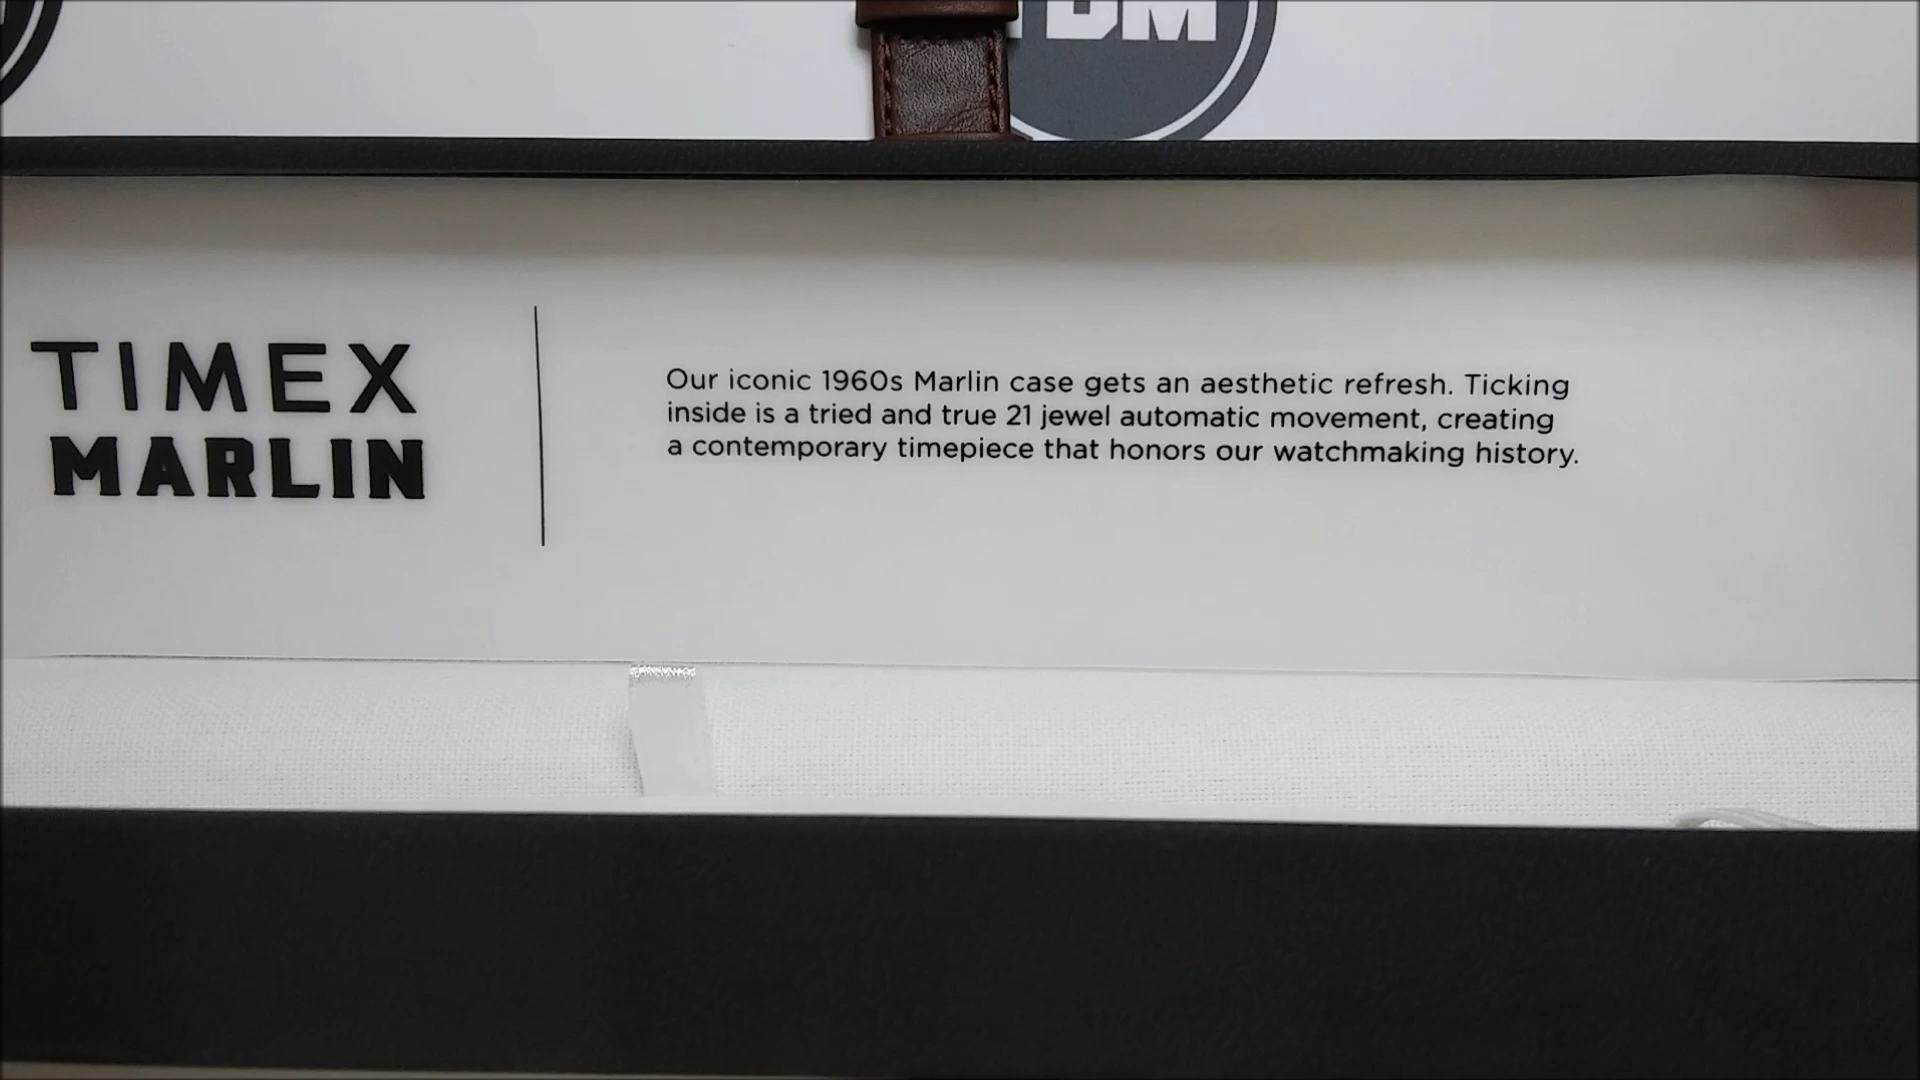 TIMEX
MARLIN
Our iconic 1960s Marlin case gets an aesthetic refresh. Ticking
inside is a tried and true 21 jewel automatic movement, creating
a contemporary timepiece that honors our watchmaking history.